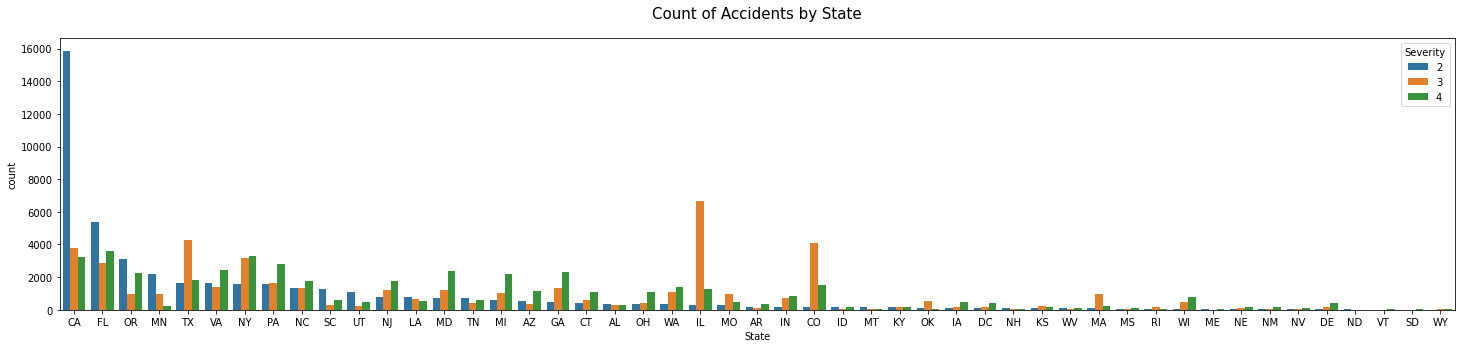 Count of Accidents by State
Severity
2
3
4
16000
14000
12000
10000
8000
6000
4000
2000
0
count
CA FL OR MN TX VA NY PA NC SC UT NJ LA MD TN MI AZ GA CT AL OH WA IL MO AR IN CO ID MT KY OK IA DC NH KS WV MA MS RI WI ME NE NM NV DE ND VT SD WY
State